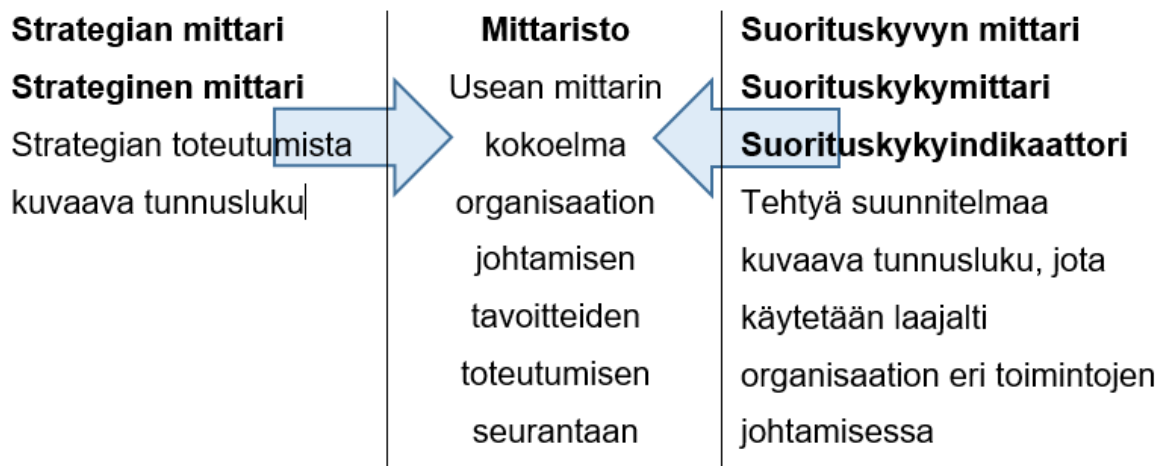 Strategian mittari
Strateginen mittari
Strategian toteutumista
kuvaava tunnusluku
Mittaristo
Usean mittarin
kokoelma
organisaation
johtamisen
tavoitteiden
toteutumisen
seurantaan
Suorituskyvyn mittari
Suorituskykymittari
Suorituskykyindikaattori
Tehtyä suunnitelmaa
kuvaava tunnusluku, jota
käytetään laajalti
organisaation eri toimintojen
johtamisessa